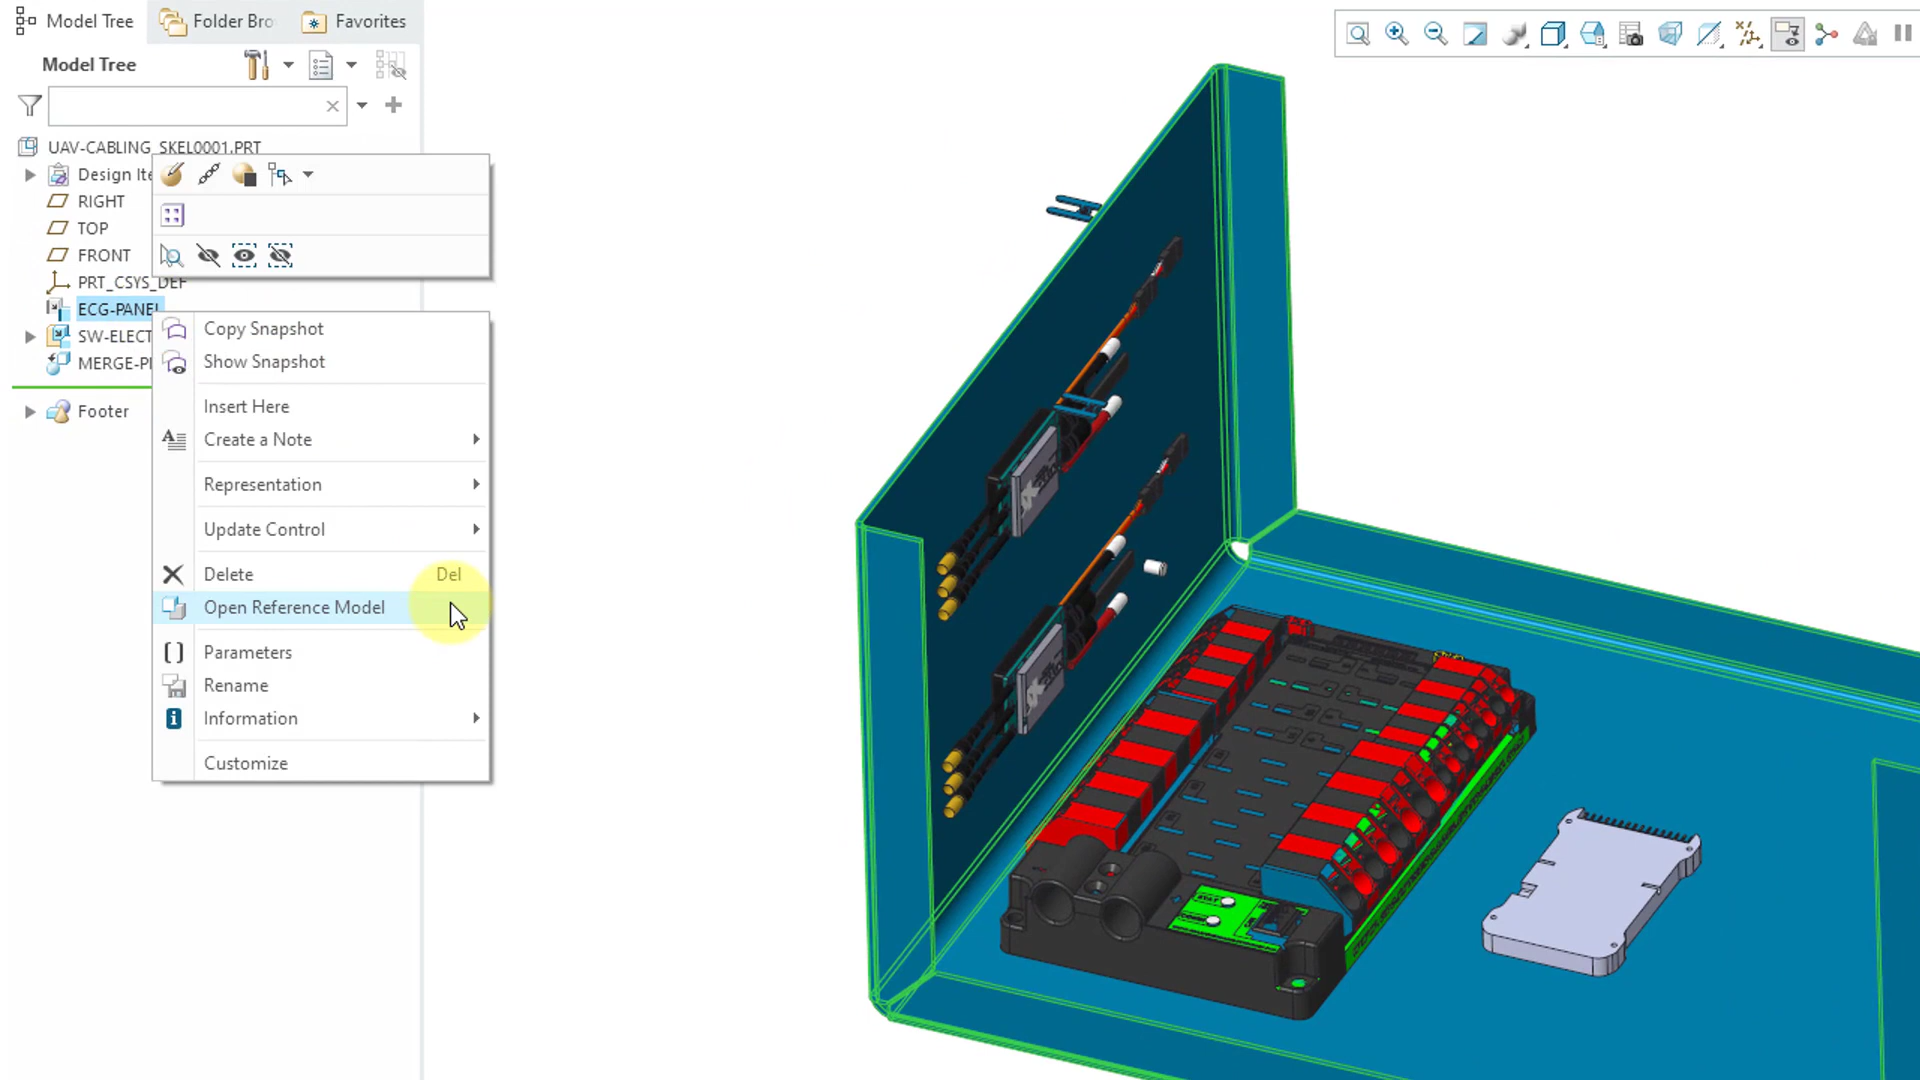 Model Tree
Folder Bro
Favorites
Model Tree
UAV-CABLING_SKEL0001.PRT
Design Ite
RIGHT
TOP
FRONT
PRT_CSYS_DEF
ECG-PANEL
SW-ELECT
MERGE-P
Footer
Copy Snapshot
Show Snapshot
Insert Here
Create a Note
Representation
Update Control
Delete Del
Open Reference Model
Parameters
Rename
Information
Customize